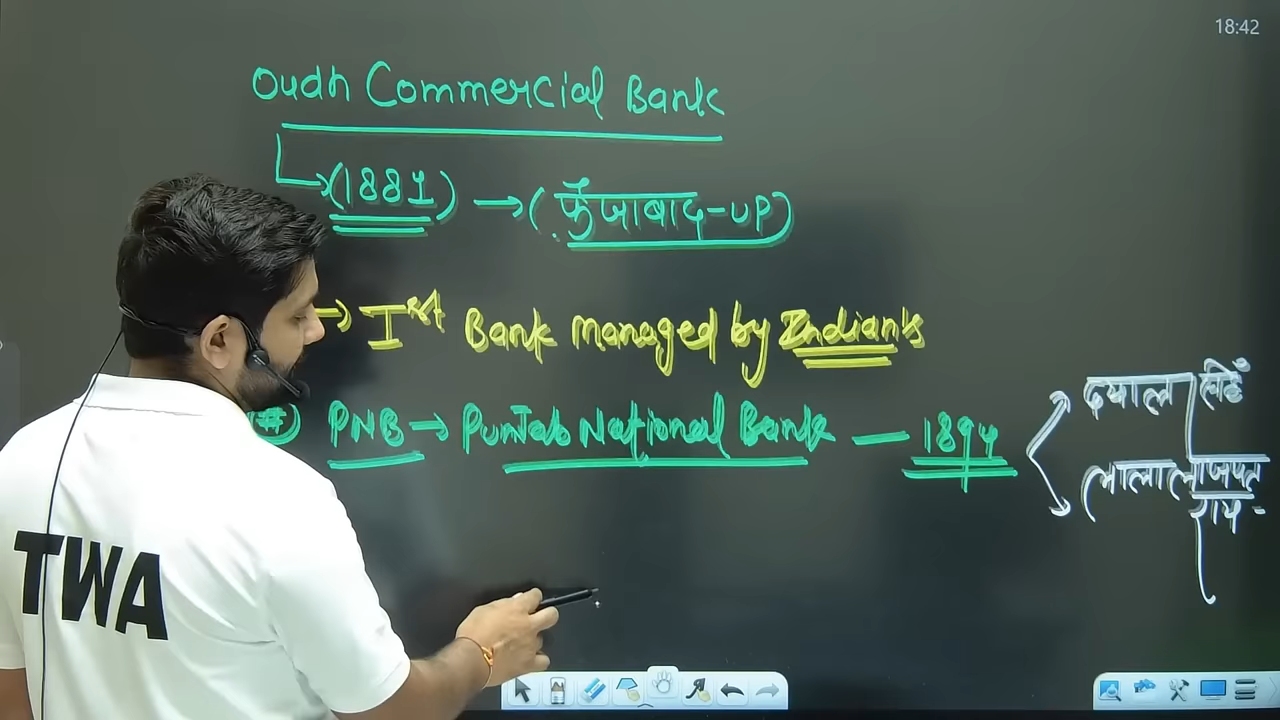 18:42
Oudh Commercial Bank
(1881) → (फैजाबाद-UP)
→ Ist Bank Managed by Indians
(#) PNB → Punjab National Bank — 1894
दयाल सिंह
लाला लाजपत
राय-
TWA